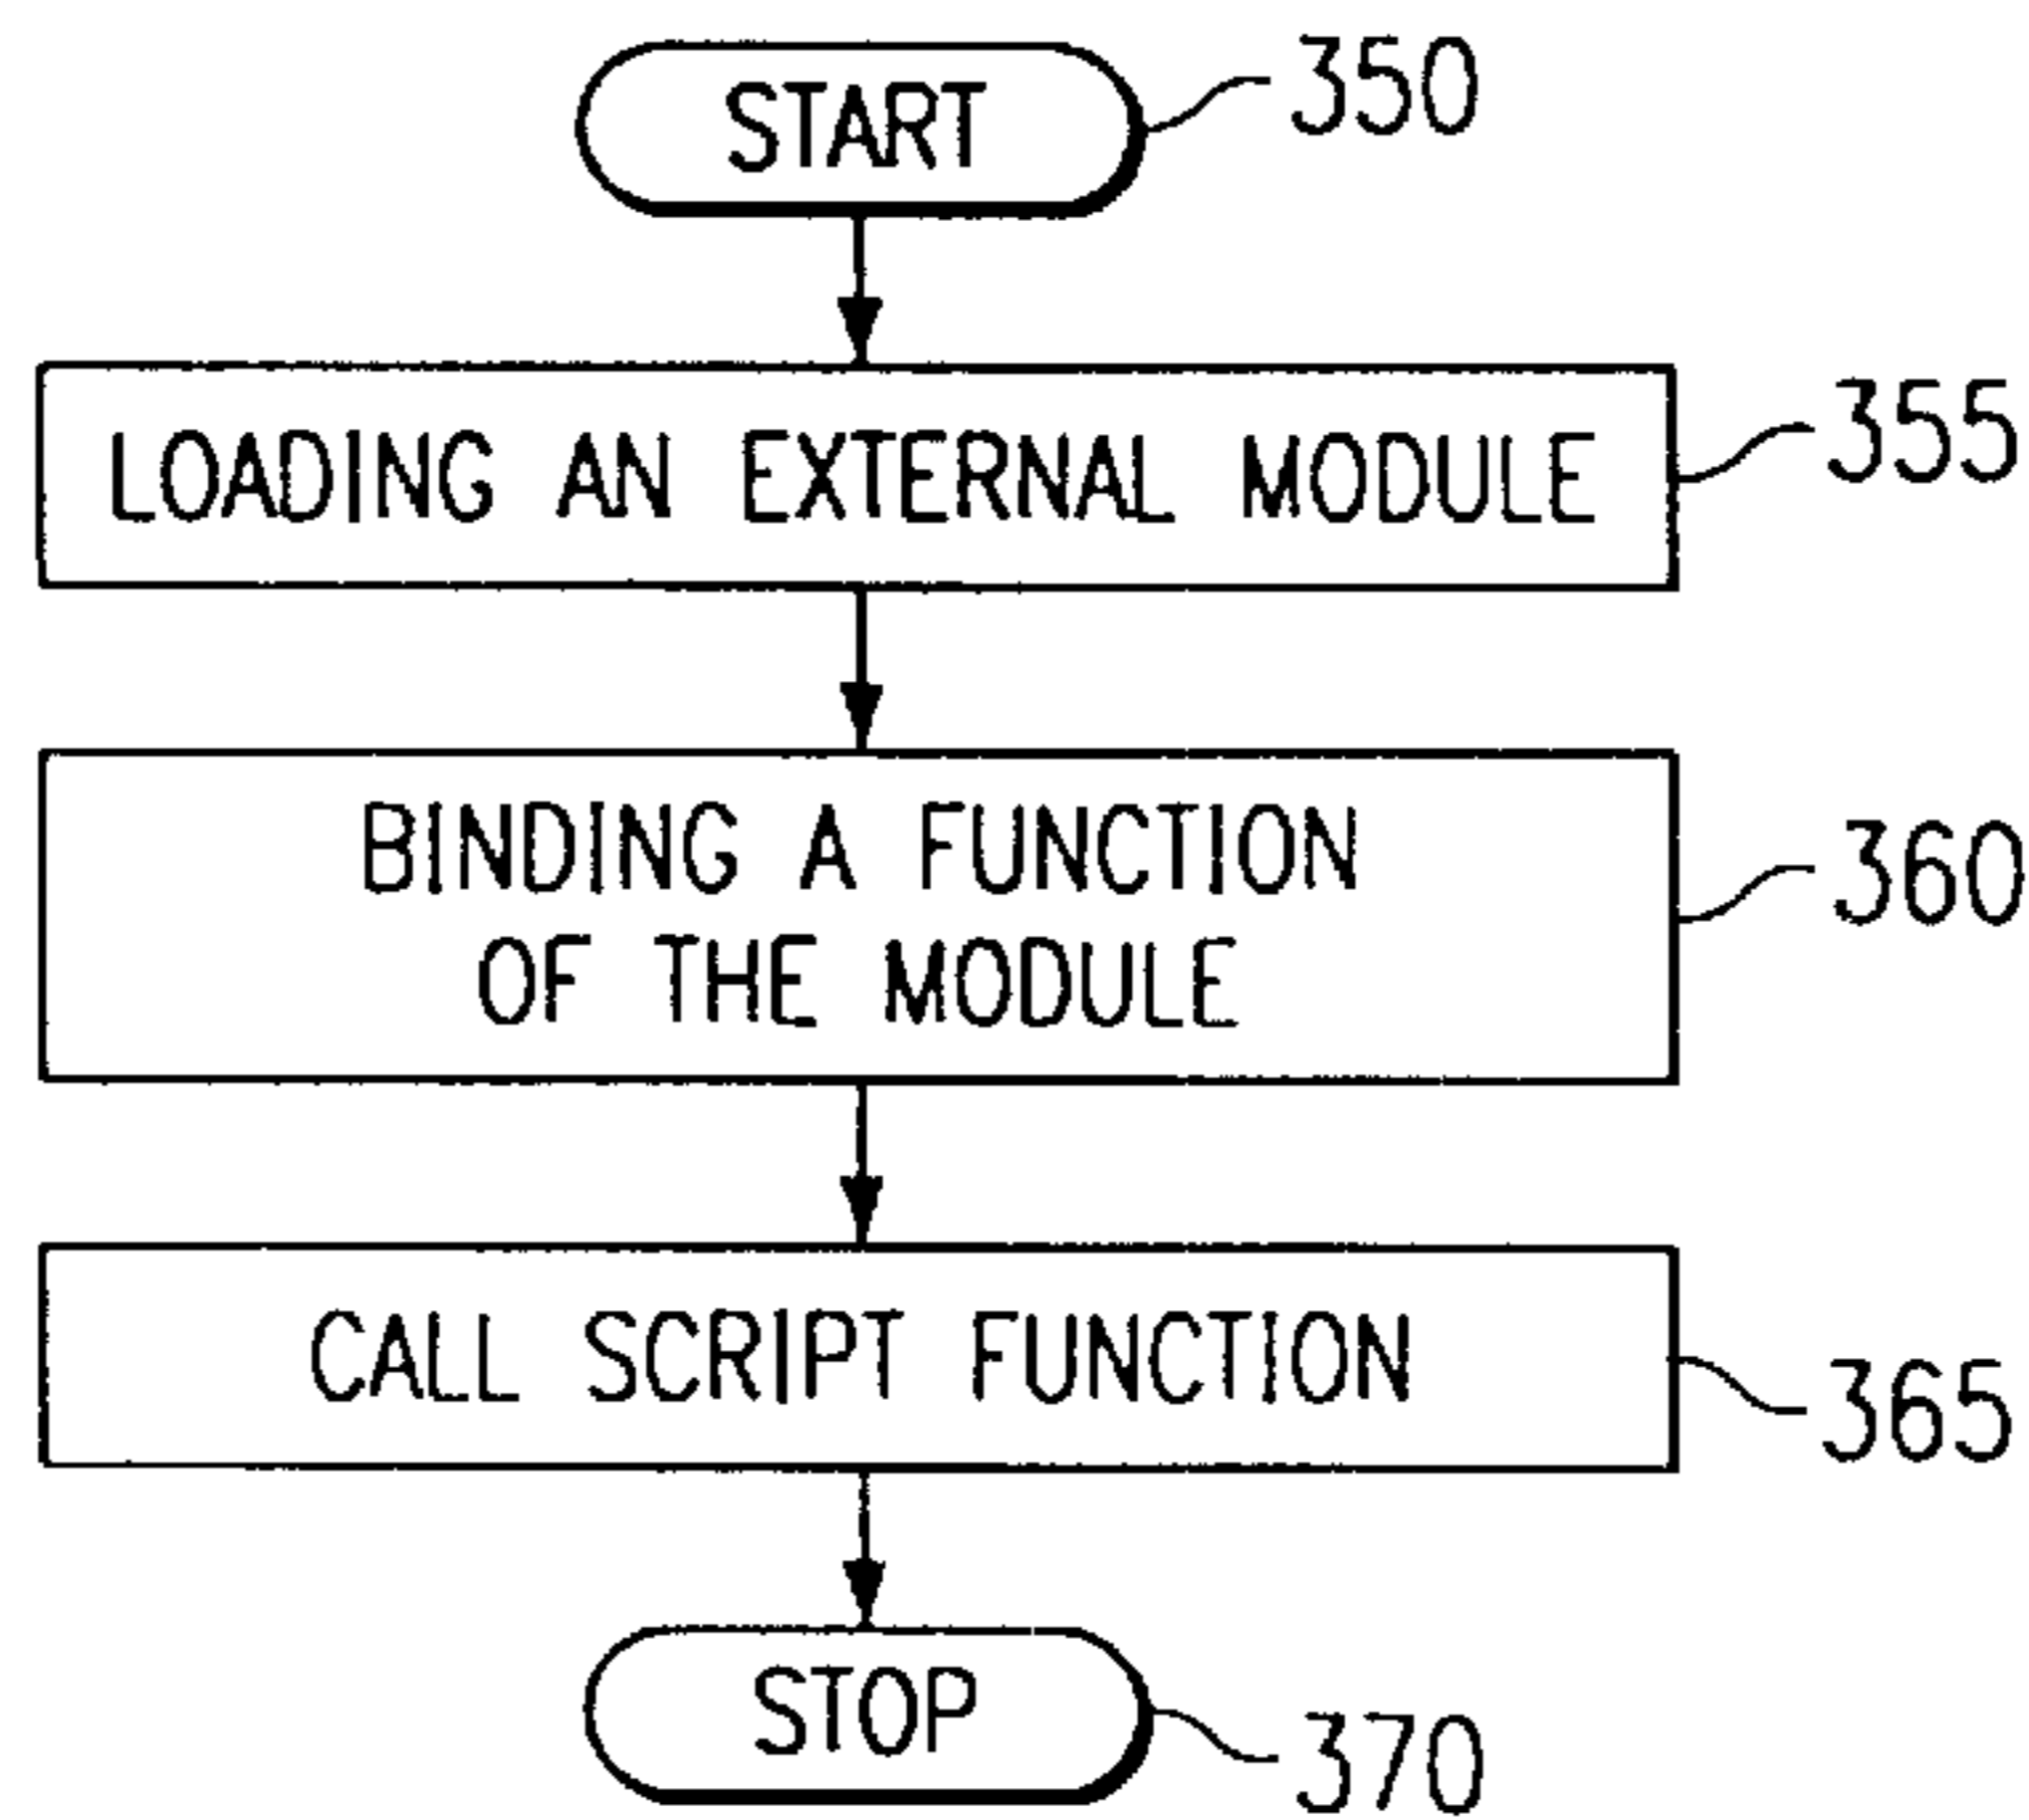 START
350
LOADING AN EXTERNAL MODULE
355
BINDING A FUNCTION
OF THE MODULE
360
CALL SCRIPT FUNCTION
365
STOP
370